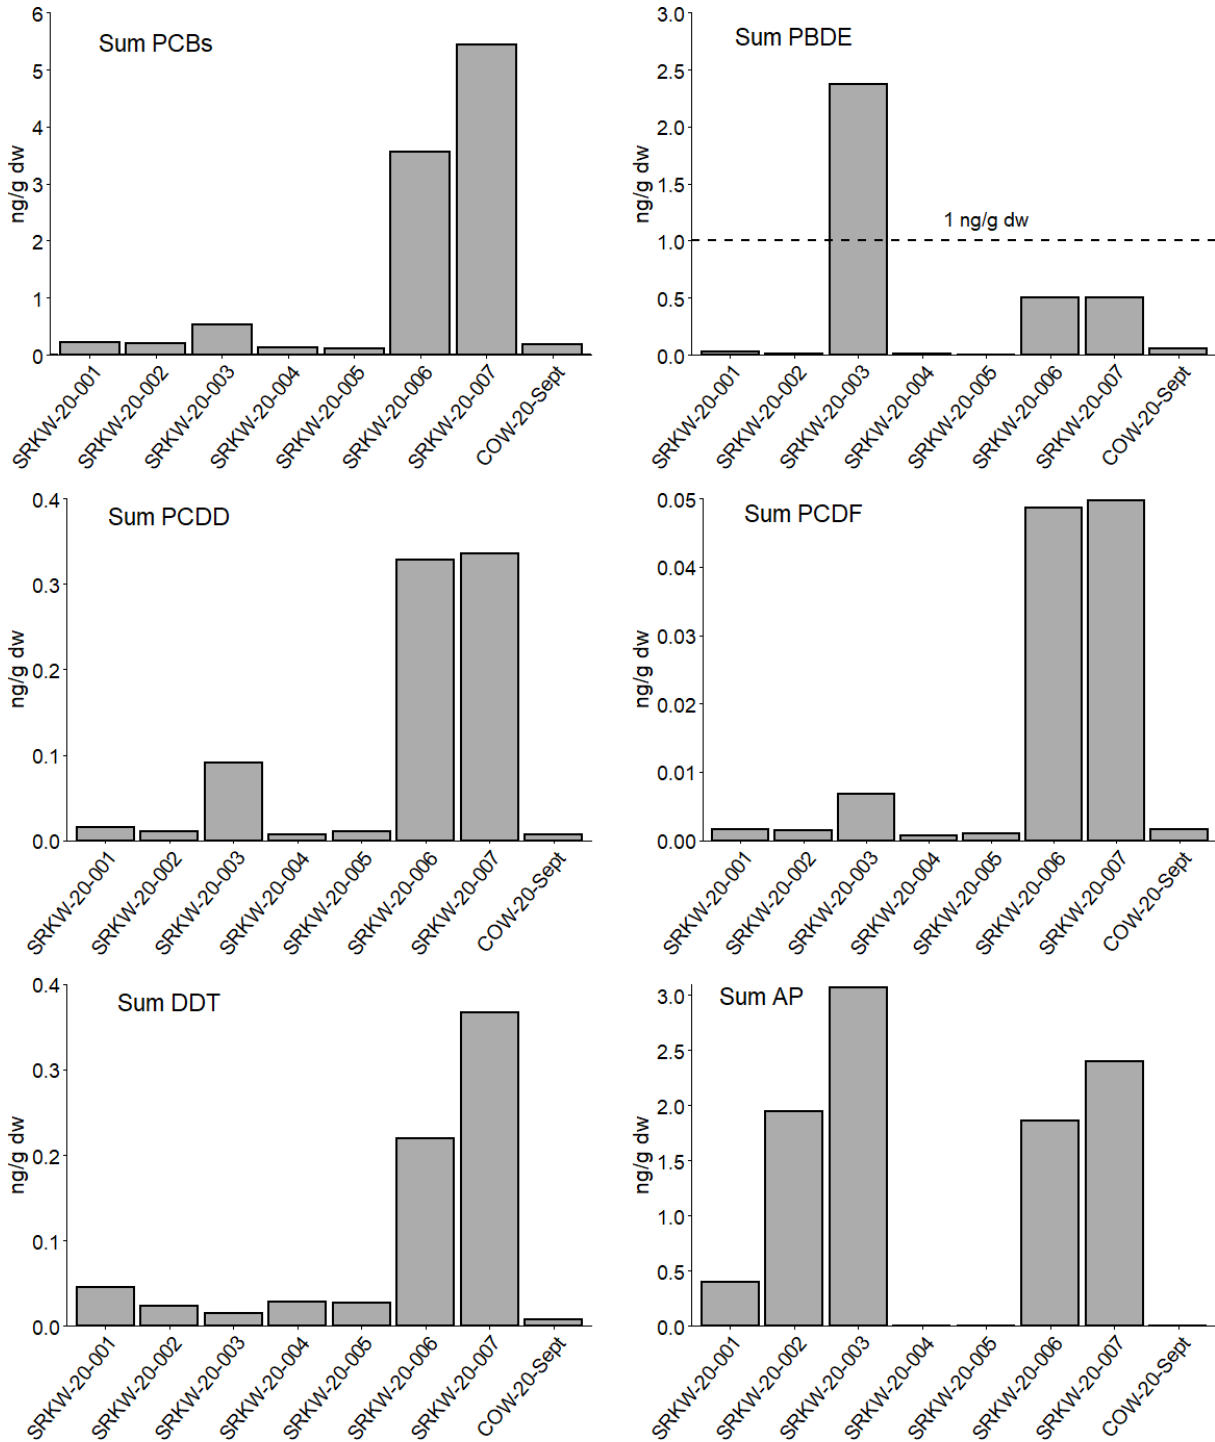 Sum PCBs
ng/g dw
6
5
4
3
2
1
0
SRKW-20-001
SRKW-20-002
SRKW-20-003
SRKW-20-004
SRKW-20-005
SRKW-20-006
SRKW-20-007
COW-20-Sept
Sum PBDE
ng/g dw
3.0
2.5
2.0
1.5
1.0
0.5
0.0
1 ng/g dw
SRKW-20-001
SRKW-20-002
SRKW-20-003
SRKW-20-004
SRKW-20-005
SRKW-20-006
SRKW-20-007
COW-20-Sept
Sum PCDD
ng/g dw
0.4
0.3
0.2
0.1
0.0
SRKW-20-001
SRKW-20-002
SRKW-20-003
SRKW-20-004
SRKW-20-005
SRKW-20-006
SRKW-20-007
COW-20-Sept
Sum PCDF
ng/g dw
0.05
0.04
0.03
0.02
0.01
0.00
SRKW-20-001
SRKW-20-002
SRKW-20-003
SRKW-20-004
SRKW-20-005
SRKW-20-006
SRKW-20-007
COW-20-Sept
Sum DDT
ng/g dw
0.4
0.3
0.2
0.1
0.0
SRKW-20-001
SRKW-20-002
SRKW-20-003
SRKW-20-004
SRKW-20-005
SRKW-20-006
SRKW-20-007
COW-20-Sept
Sum AP
ng/g dw
3.0
2.5
2.0
1.5
1.0
0.5
0.0
SRKW-20-001
SRKW-20-002
SRKW-20-003
SRKW-20-004
SRKW-20-005
SRKW-20-006
SRKW-20-007
COW-20-Sept